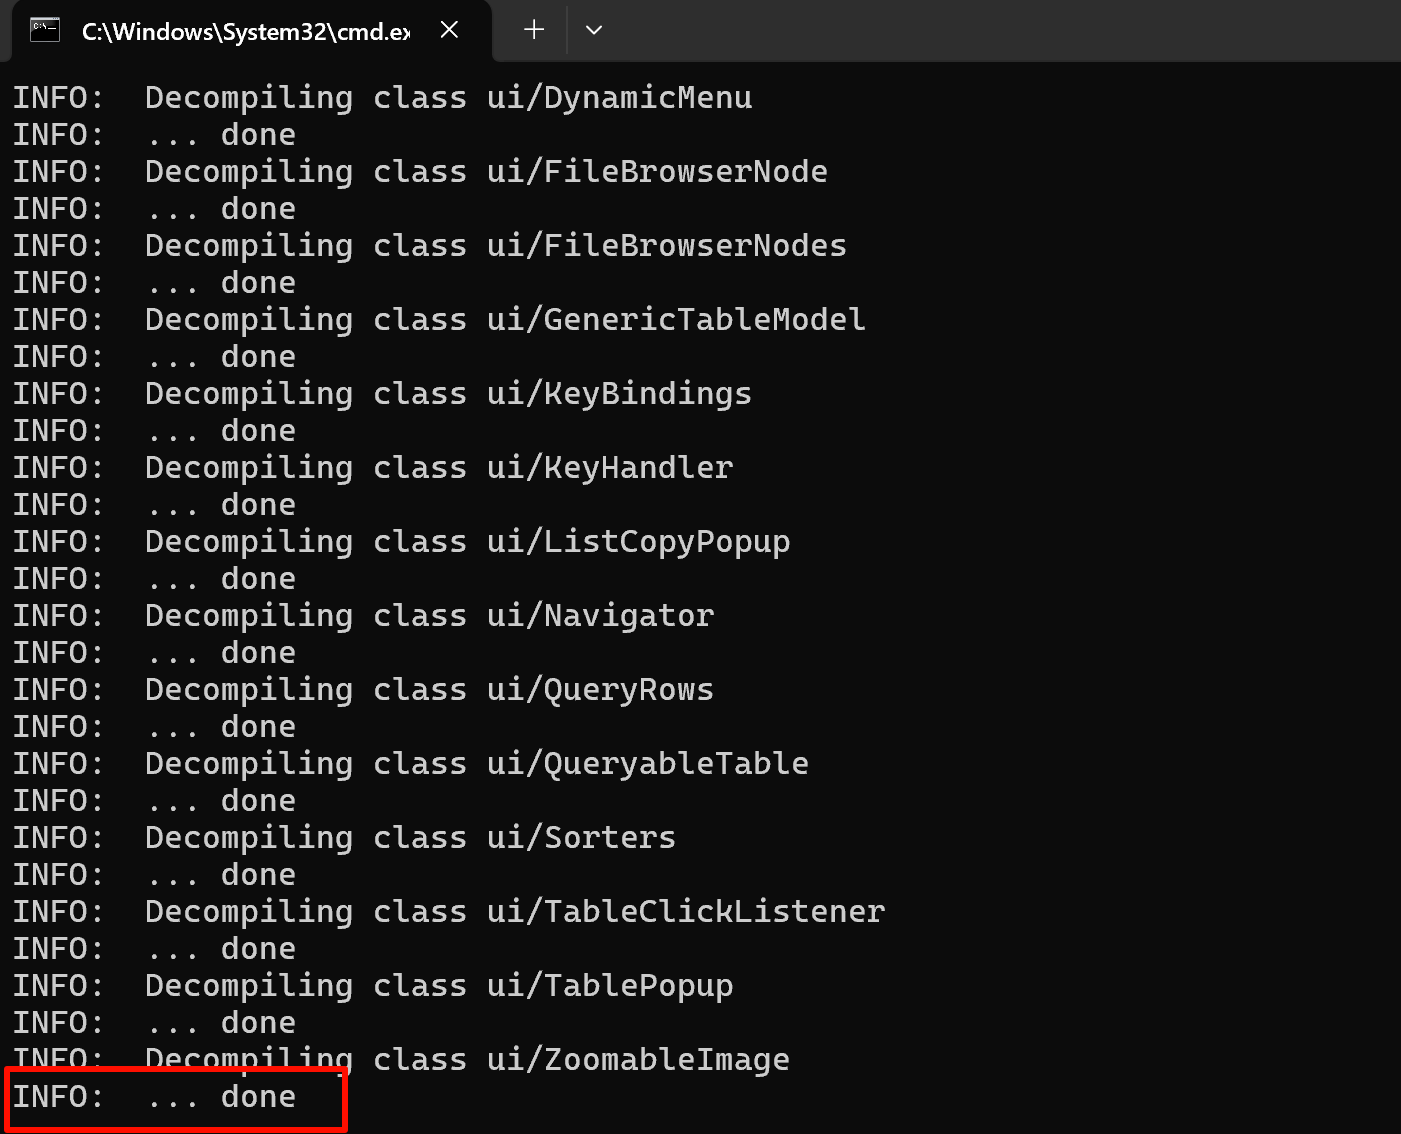 C:\Windows\System32\cmd.ex
INFO:  Decompiling class ui/DynamicMenu
INFO:  ... done
INFO:  Decompiling class ui/FileBrowserNode
INFO:  ... done
INFO:  Decompiling class ui/FileBrowserNodes
INFO:  ... done
INFO:  Decompiling class ui/GenericTableModel
INFO:  ... done
INFO:  Decompiling class ui/KeyBindings
INFO:  ... done
INFO:  Decompiling class ui/KeyHandler
INFO:  ... done
INFO:  Decompiling class ui/ListCopyPopup
INFO:  ... done
INFO:  Decompiling class ui/Navigator
INFO:  ... done
INFO:  Decompiling class ui/QueryRows
INFO:  ... done
INFO:  Decompiling class ui/QueryableTable
INFO:  ... done
INFO:  Decompiling class ui/Sorters
INFO:  ... done
INFO:  Decompiling class ui/TableClickListener
INFO:  ... done
INFO:  Decompiling class ui/TablePopup
INFO:  ... done
INFO:  Decompiling class ui/ZoomableImage
INFO:  ... done